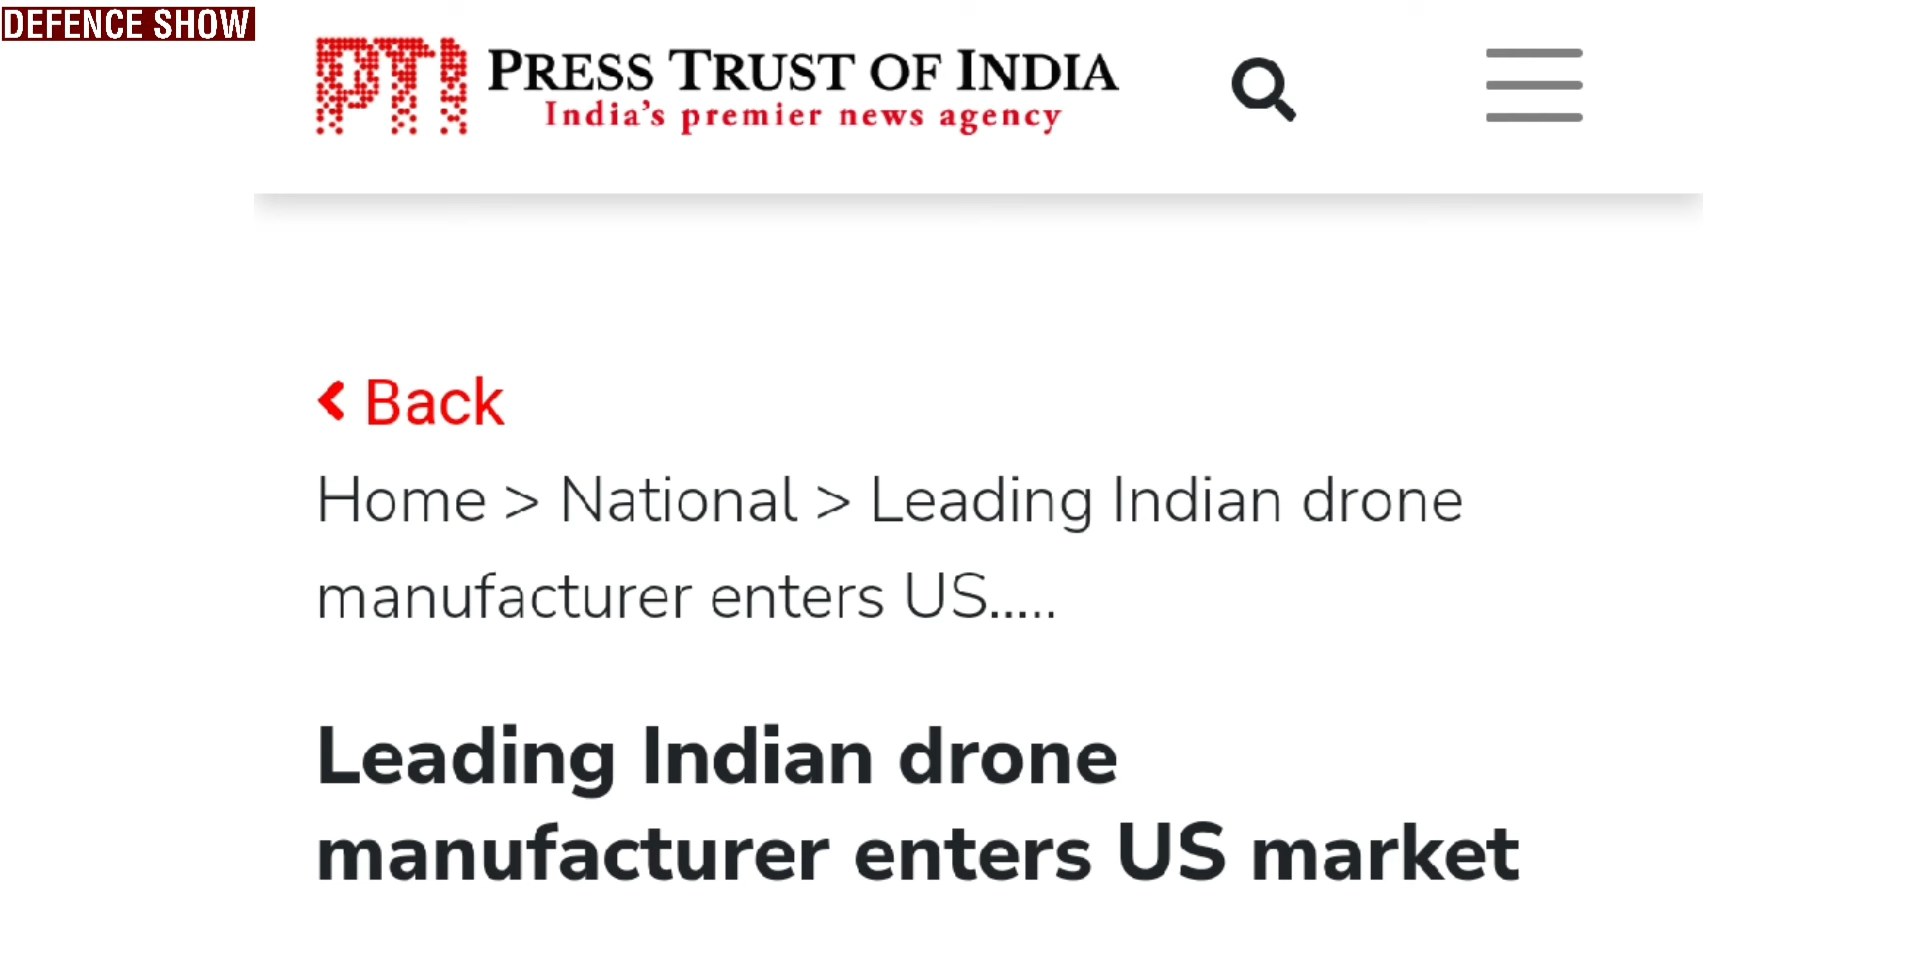 DEFENCE SHOW
PTI PRESS TRUST OF INDIA
India's premier news agency
Back
Home > National > Leading Indian drone
manufacturer enters US.....
Leading Indian drone
manufacturer enters US market